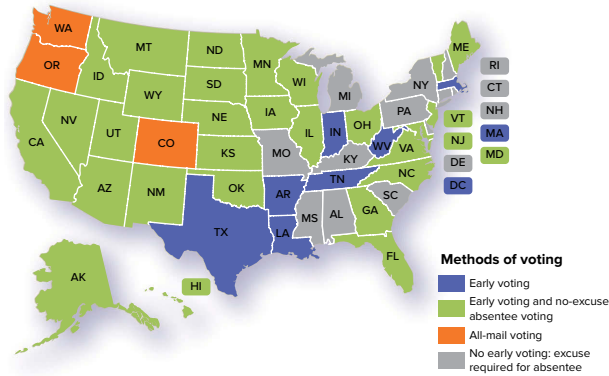 WA
OR
CA
NV
ID
MT
WY
UT
CO
AZ
NM
ND
SD
NE
KS
OK
TX
MN
IA
MO
AR
LA
WI
IL
MI
IN
OH
KY
TN
MS
AL
GA
FL
SC
NC
VA
WV
PA
NY
ME
RI
CT
NH
MA
DC
VT
NJ
DE
MD
AK
HI
Methods of voting
Early voting
Early voting and no-excuse
absentee voting
All-mail voting
No early voting: excuse
required for absentee